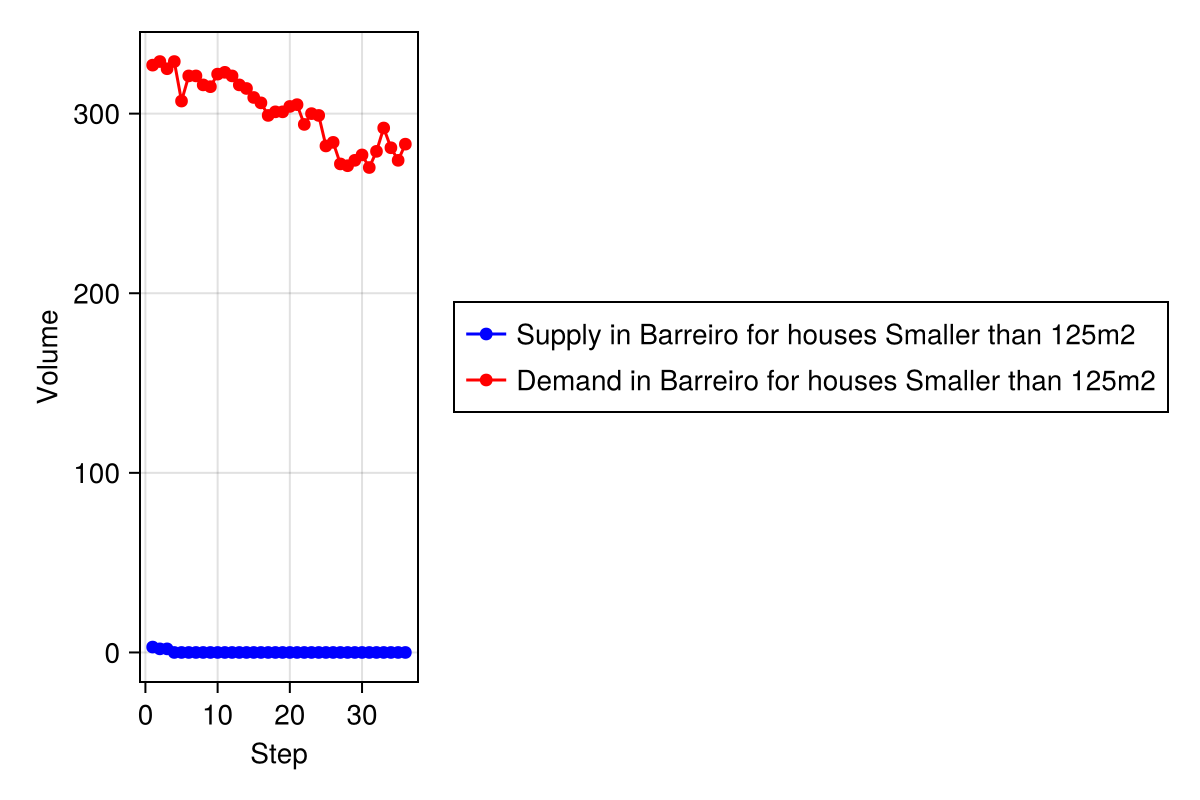 Volume
300
200
100
0
0 10 20 30
Step
Supply in Barreiro for houses Smaller than 125m2
Demand in Barreiro for houses Smaller than 125m2